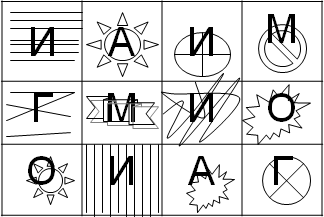 И А И М
Г М И О
О И А Г